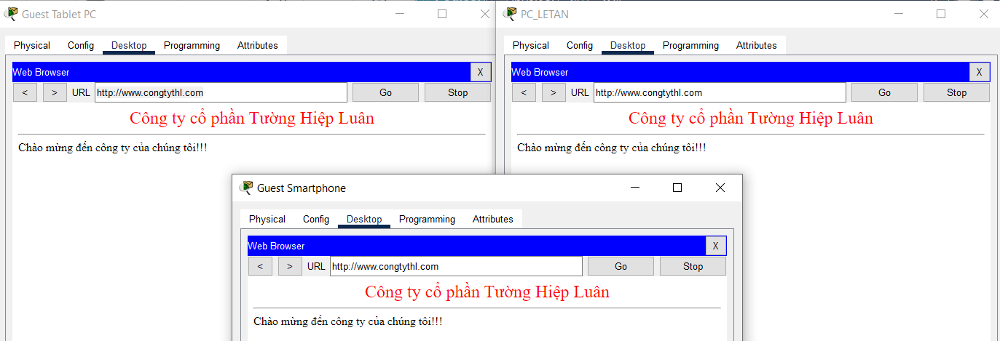 Guest Tablet PC
Physical Config Desktop Programming Attributes
Web Browser X
< > URL http://www.congtythl.com Go Stop
Công ty cổ phần Tường Hiệp Luân
Chào mừng đến công ty của chúng tôi!!!
PC_LETAN
Physical Config Desktop Programming Attributes
Web Browser X
< > URL http://www.congtythl.com Go Stop
Công ty cổ phần Tường Hiệp Luân
Chào mừng đến công ty của chúng tôi!!!
Guest Smartphone
Physical Config Desktop Programming Attributes
Web Browser X
< > URL http://www.congtythl.com Go Stop
Công ty cổ phần Tường Hiệp Luân
Chào mừng đến công ty của chúng tôi!!!